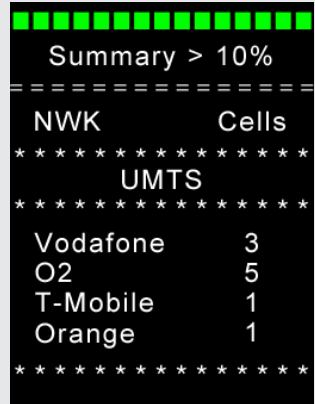 Summary > 10%
= = = = = = = = = = = = = = =
NWK Cells
* * * * * * * * * * * * * * *
UMTS
* * * * * * * * * * * * * * *
Vodafone 3
O2 5
T-Mobile 1
Orange 1
* * * * * * * * * * * * * * *